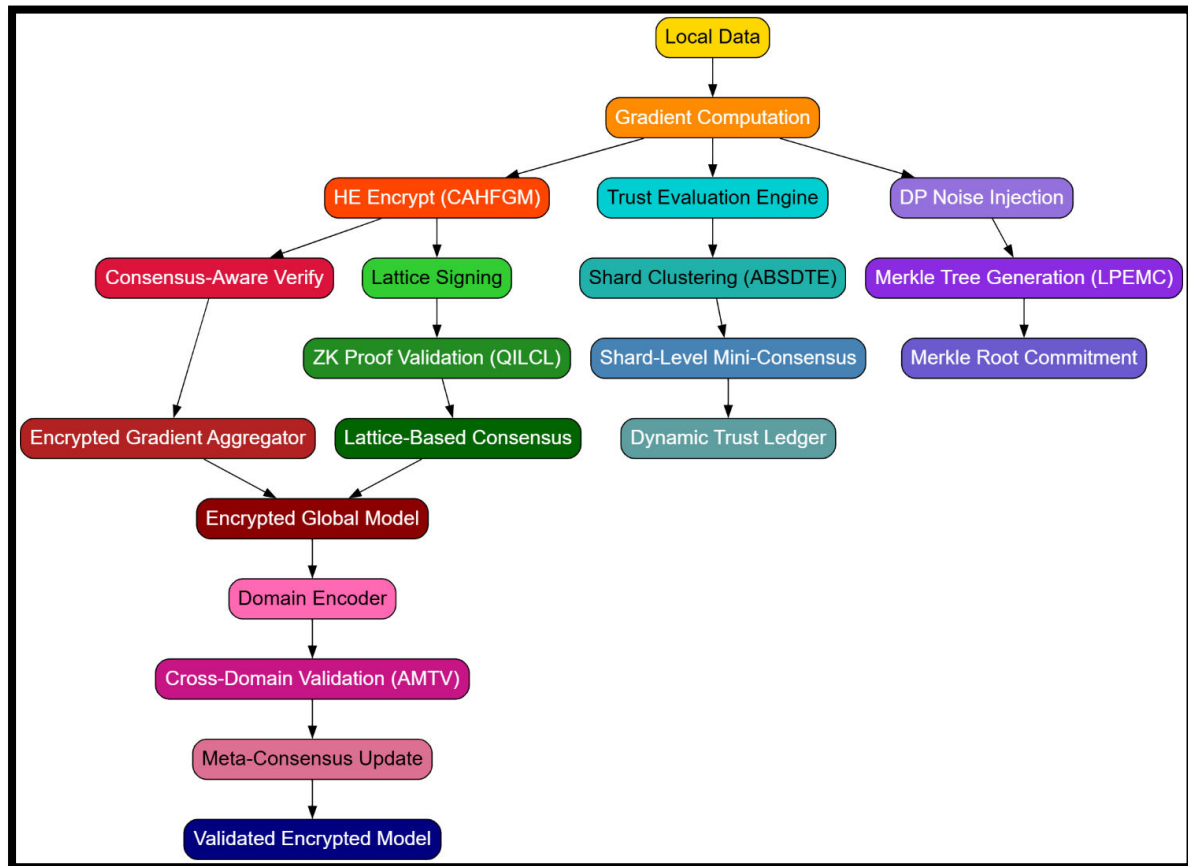 Local Data
Gradient Computation
HE Encrypt (CAHFGM)
Trust Evaluation Engine
DP Noise Injection
Consensus-Aware Verify
Lattice Signing
Shard Clustering (ABSDTE)
Merkle Tree Generation (LPEMC)
ZK Proof Validation (QILCL)
Shard-Level Mini-Consensus
Merkle Root Commitment
Encrypted Gradient Aggregator
Lattice-Based Consensus
Dynamic Trust Ledger
Encrypted Global Model
Domain Encoder
Cross-Domain Validation (AMTV)
Meta-Consensus Update
Validated Encrypted Model